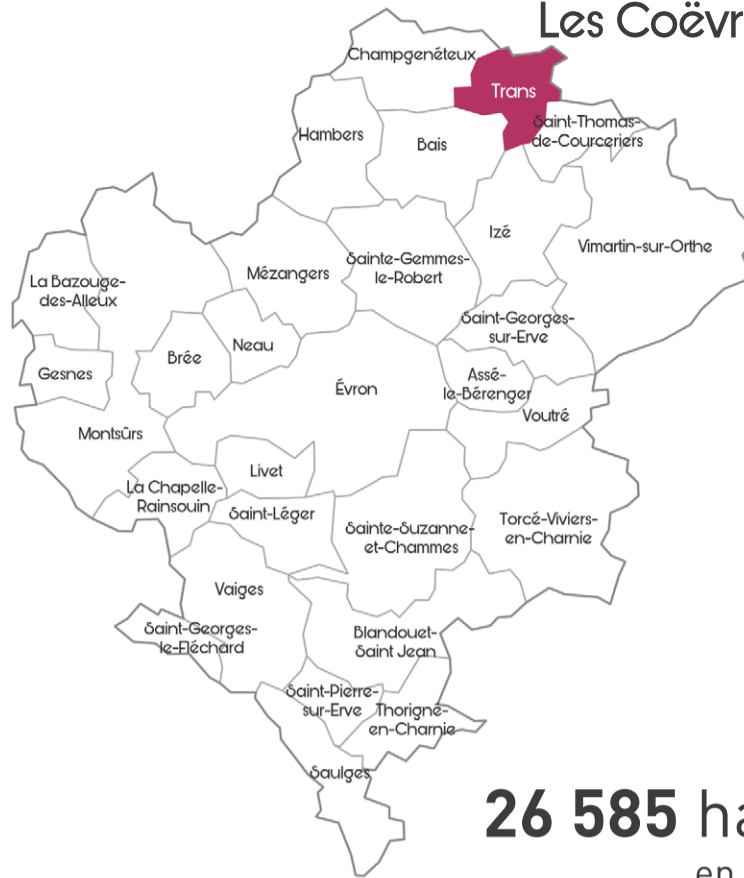 Les Coëvr
Champgenéteux
Trans
Saint-Thomas-
de-Courceriers
Hambers
Bais
Izé
Vimartin-sur-Orthe
Mézangers
Sainte-Gemmes-
le-Robert
La Bazouge-
des-Alleux
Saint-Georges-
sur-Erve
Neau
Brée
Gesnes
Assé-
le-Bérenger
Évron
Voutré
Montsûrs
Livet
La Chapelle-
Rainsouin
Saint-Léger
Sainte-Suzanne-
et-Chammes
Torcé-Viviers-
en-Charnie
Vaiges
Saint-Georges-
le-Fléchard
Blandouet-
Saint Jean
Saint-Pierre-
sur-Erve
Thorigné-
en-Charnie
Saulges
26 585 ha
en